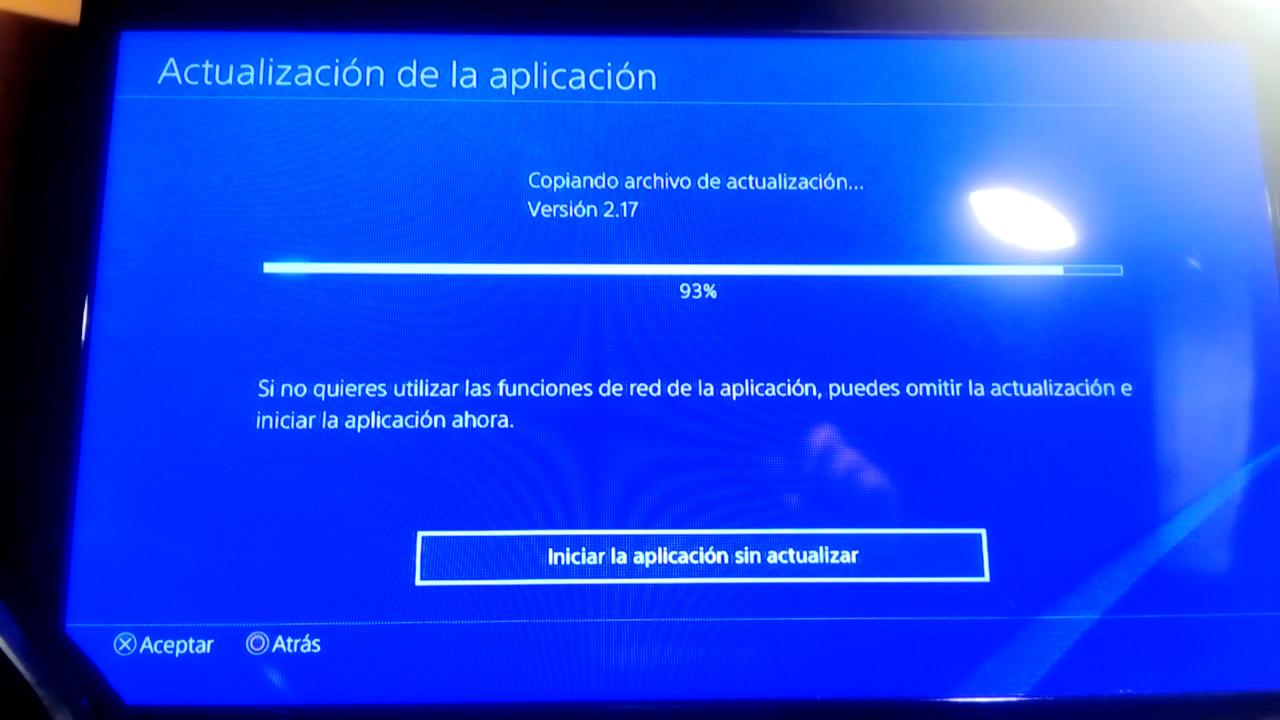 Actualización de la aplicación
Copiando archivo de actualización...
Versión 2.17
93%
Si no quieres utilizar las funciones de red de la aplicación, puedes omitir la actualización e
iniciar la aplicación ahora.
Iniciar la aplicación sin actualizar
Aceptar Atrás